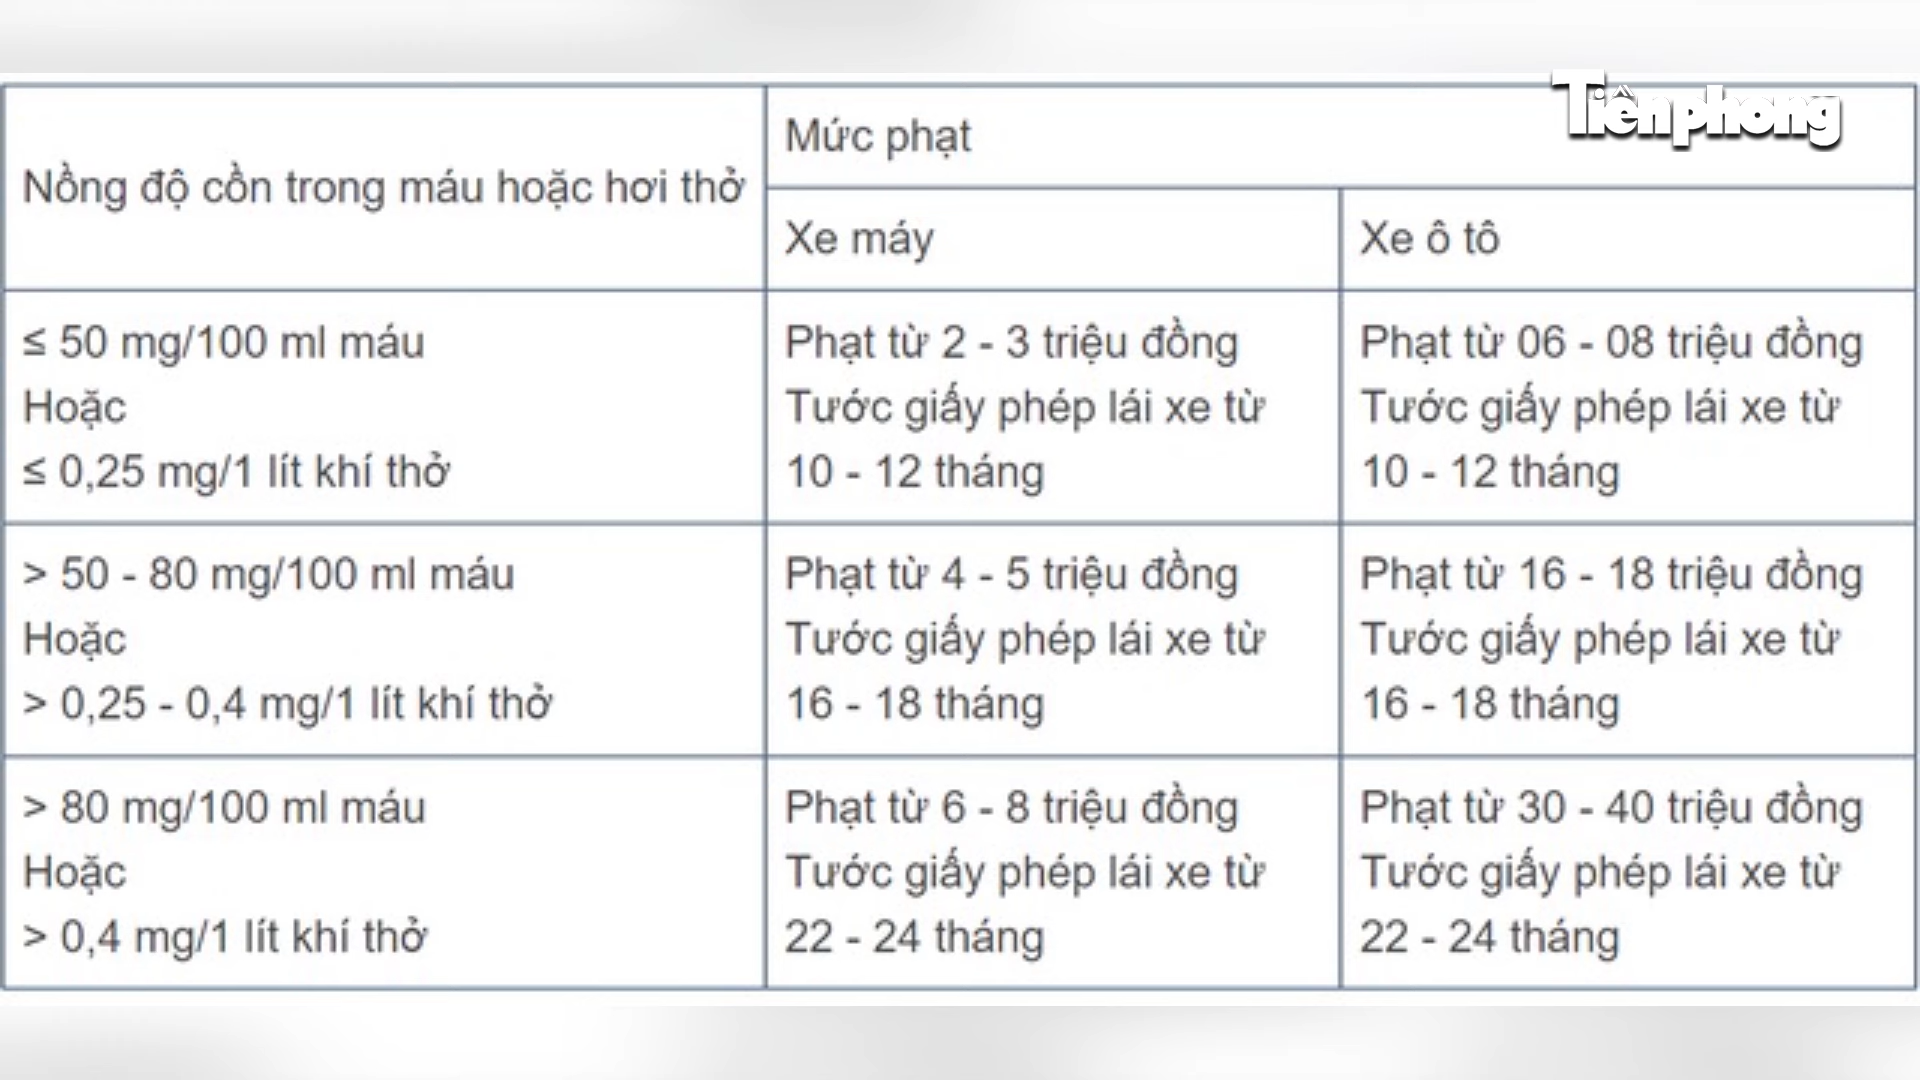 Tiền phong
Nồng độ cồn trong máu hoặc hơi thở
Mức phạt
Xe máy
Xe ô tô
≤ 50 mg/100 ml máu
Hoặc
≤ 0,25 mg/1 lít khí thở
Phạt từ 2 - 3 triệu đồng
Tước giấy phép lái xe từ
10 - 12 tháng
Phạt từ 06 - 08 triệu đồng
Tước giấy phép lái xe từ
10 - 12 tháng
> 50 - 80 mg/100 ml máu
Hoặc
> 0,25 - 0,4 mg/1 lít khí thở
Phạt từ 4 - 5 triệu đồng
Tước giấy phép lái xe từ
16 - 18 tháng
Phạt từ 16 - 18 triệu đồng
Tước giấy phép lái xe từ
16 - 18 tháng
> 80 mg/100 ml máu
Hoặc
> 0,4 mg/1 lít khí thở
Phạt từ 6 - 8 triệu đồng
Tước giấy phép lái xe từ
22 - 24 tháng
Phạt từ 30 - 40 triệu đồng
Tước giấy phép lái xe từ
22 - 24 tháng